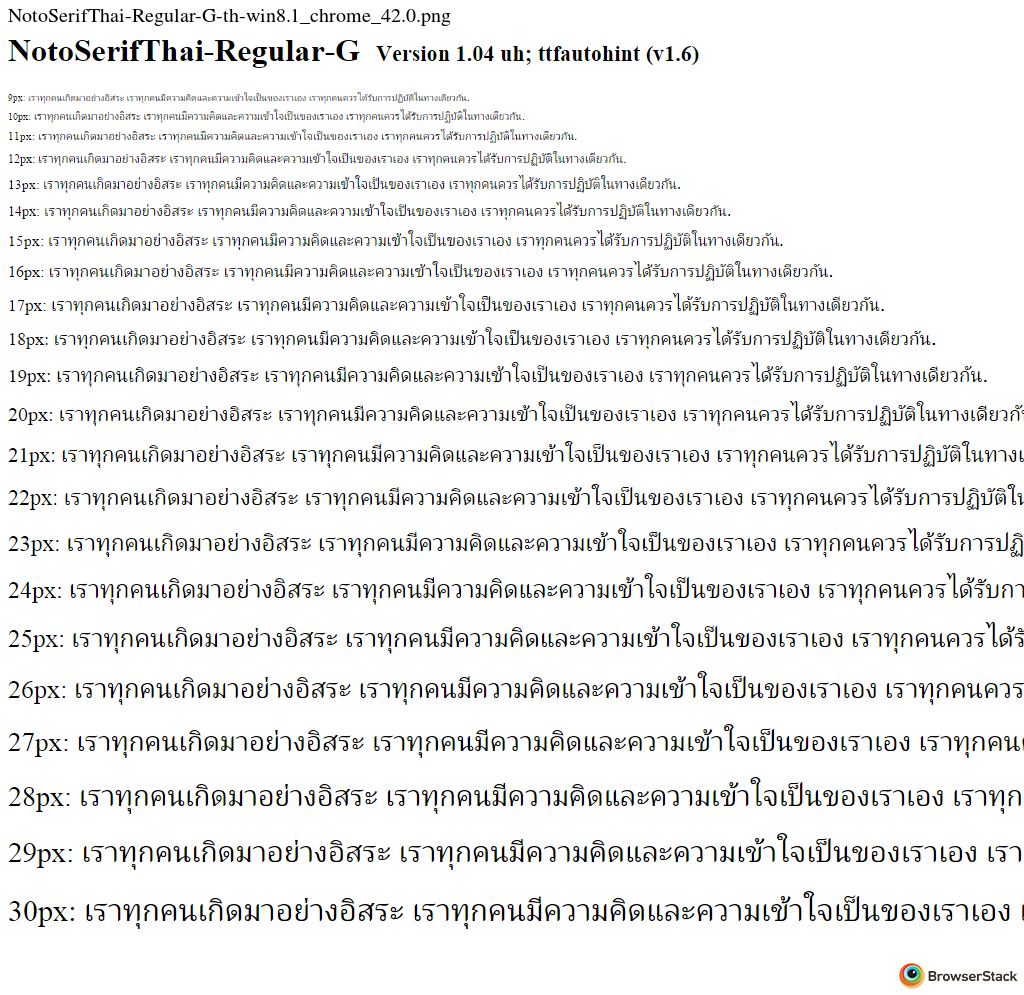 NotoSerifThai-Regular-G-th-win8.1_chrome_42.0.png
NotoSerifThai-Regular-G Version 1.04 uh; ttfautohint (v1.6)
9px: เราทุกคนเกิดมาอย่างอิสระ เราทุกคนมีความคิดและความเข้าใจเป็นของเราเอง เราทุกคนควรได้รับการปฏิบัติในทางเดียวกัน.
10px: เราทุกคนเกิดมาอย่างอิสระ เราทุกคนมีความคิดและความเข้าใจเป็นของเราเอง เราทุกคนควรได้รับการปฏิบัติในทางเดียวกัน.
11px: เราทุกคนเกิดมาอย่างอิสระ เราทุกคนมีความคิดและความเข้าใจเป็นของเราเอง เราทุกคนควรได้รับการปฏิบัติในทางเดียวกัน.
12px: เราทุกคนเกิดมาอย่างอิสระ เราทุกคนมีความคิดและความเข้าใจเป็นของเราเอง เราทุกคนควรได้รับการปฏิบัติในทางเดียวกัน.
13px: เราทุกคนเกิดมาอย่างอิสระ เราทุกคนมีความคิดและความเข้าใจเป็นของเราเอง เราทุกคนควรได้รับการปฏิบัติในทางเดียวกัน.
14px: เราทุกคนเกิดมาอย่างอิสระ เราทุกคนมีความคิดและความเข้าใจเป็นของเราเอง เราทุกคนควรได้รับการปฏิบัติในทางเดียวกัน.
15px: เราทุกคนเกิดมาอย่างอิสระ เราทุกคนมีความคิดและความเข้าใจเป็นของเราเอง เราทุกคนควรได้รับการปฏิบัติในทางเดียวกัน.
16px: เราทุกคนเกิดมาอย่างอิสระ เราทุกคนมีความคิดและความเข้าใจเป็นของเราเอง เราทุกคนควรได้รับการปฏิบัติในทางเดียวกัน.
17px: เราทุกคนเกิดมาอย่างอิสระ เราทุกคนมีความคิดและความเข้าใจเป็นของเราเอง เราทุกคนควรได้รับการปฏิบัติในทางเดียวกัน.
18px: เราทุกคนเกิดมาอย่างอิสระ เราทุกคนมีความคิดและความเข้าใจเป็นของเราเอง เราทุกคนควรได้รับการปฏิบัติในทางเดียวกัน.
19px: เราทุกคนเกิดมาอย่างอิสระ เราทุกคนมีความคิดและความเข้าใจเป็นของเราเอง เราทุกคนควรได้รับการปฏิบัติในทางเดียวกัน.
20px: เราทุกคนเกิดมาอย่างอิสระ เราทุกคนมีความคิดและความเข้าใจเป็นของเราเอง เราทุกคนควรได้รับการปฏิบัติในทางเดียวกั
21px: เราทุกคนเกิดมาอย่างอิสระ เราทุกคนมีความคิดและความเข้าใจเป็นของเราเอง เราทุกคนควรได้รับการปฏิบัติในทาง
22px: เราทุกคนเกิดมาอย่างอิสระ เราทุกคนมีความคิดและความเข้าใจเป็นของเราเอง เราทุกคนควรได้รับการปฏิบัติใน
23px: เราทุกคนเกิดมาอย่างอิสระ เราทุกคนมีความคิดและความเข้าใจเป็นของเราเอง เราทุกคนควรได้รับการปฏิ
24px: เราทุกคนเกิดมาอย่างอิสระ เราทุกคนมีความคิดและความเข้าใจเป็นของเราเอง เราทุกคนควรได้รับกา
25px: เราทุกคนเกิดมาอย่างอิสระ เราทุกคนมีความคิดและความเข้าใจเป็นของเราเอง เราทุกคนควรได้รั
26px: เราทุกคนเกิดมาอย่างอิสระ เราทุกคนมีความคิดและความเข้าใจเป็นของเราเอง เราทุกคนควร
27px: เราทุกคนเกิดมาอย่างอิสระ เราทุกคนมีความคิดและความเข้าใจเป็นของเราเอง เราทุกคน
28px: เราทุกคนเกิดมาอย่างอิสระ เราทุกคนมีความคิดและความเข้าใจเป็นของเราเอง เราทุก
29px: เราทุกคนเกิดมาอย่างอิสระ เราทุกคนมีความคิดและความเข้าใจเป็นของเราเอง เรา
30px: เราทุกคนเกิดมาอย่างอิสระ เราทุกคนมีความคิดและความเข้าใจเป็นของเราเอง
BrowserStack